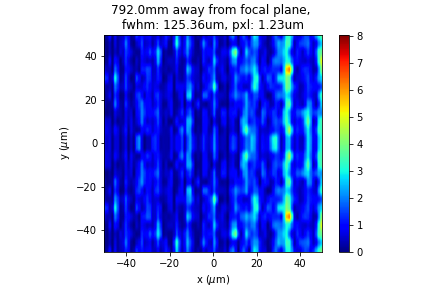 792.0mm away from focal plane,
fwhm: 125.36um, pxl: 1.23um
8
7
6
5
4
3
2
1
0
40
20
0
−20
−40
y (μm)
−40 −20 0 20 40
x (μm)